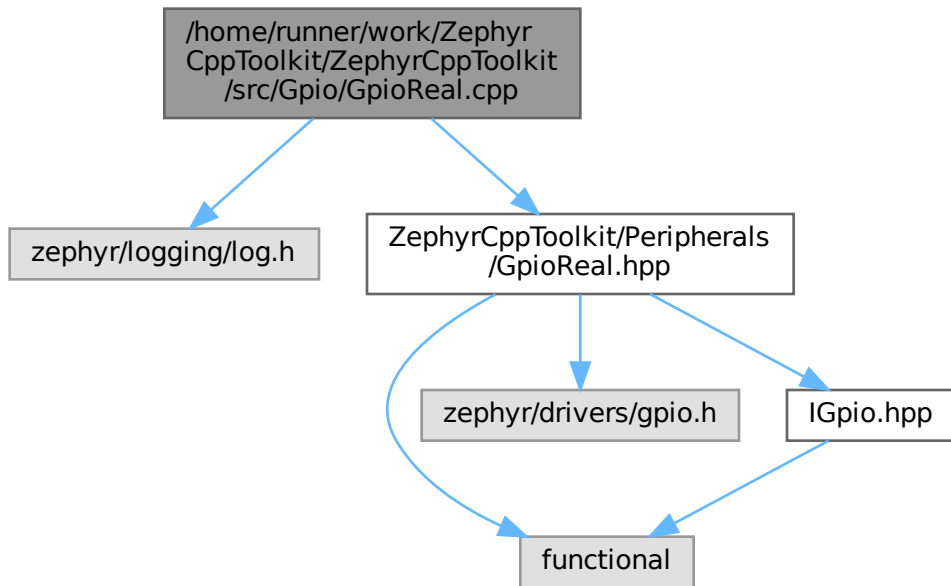 /home/runner/work/Zephyr
CppToolkit/ZephyrCppToolkit
/src/Gpio/GpioReal.cpp
zephyr/logging/log.h
ZephyrCppToolkit/Peripherals
/GpioReal.hpp
zephyr/drivers/gpio.h
IGpio.hpp
functional